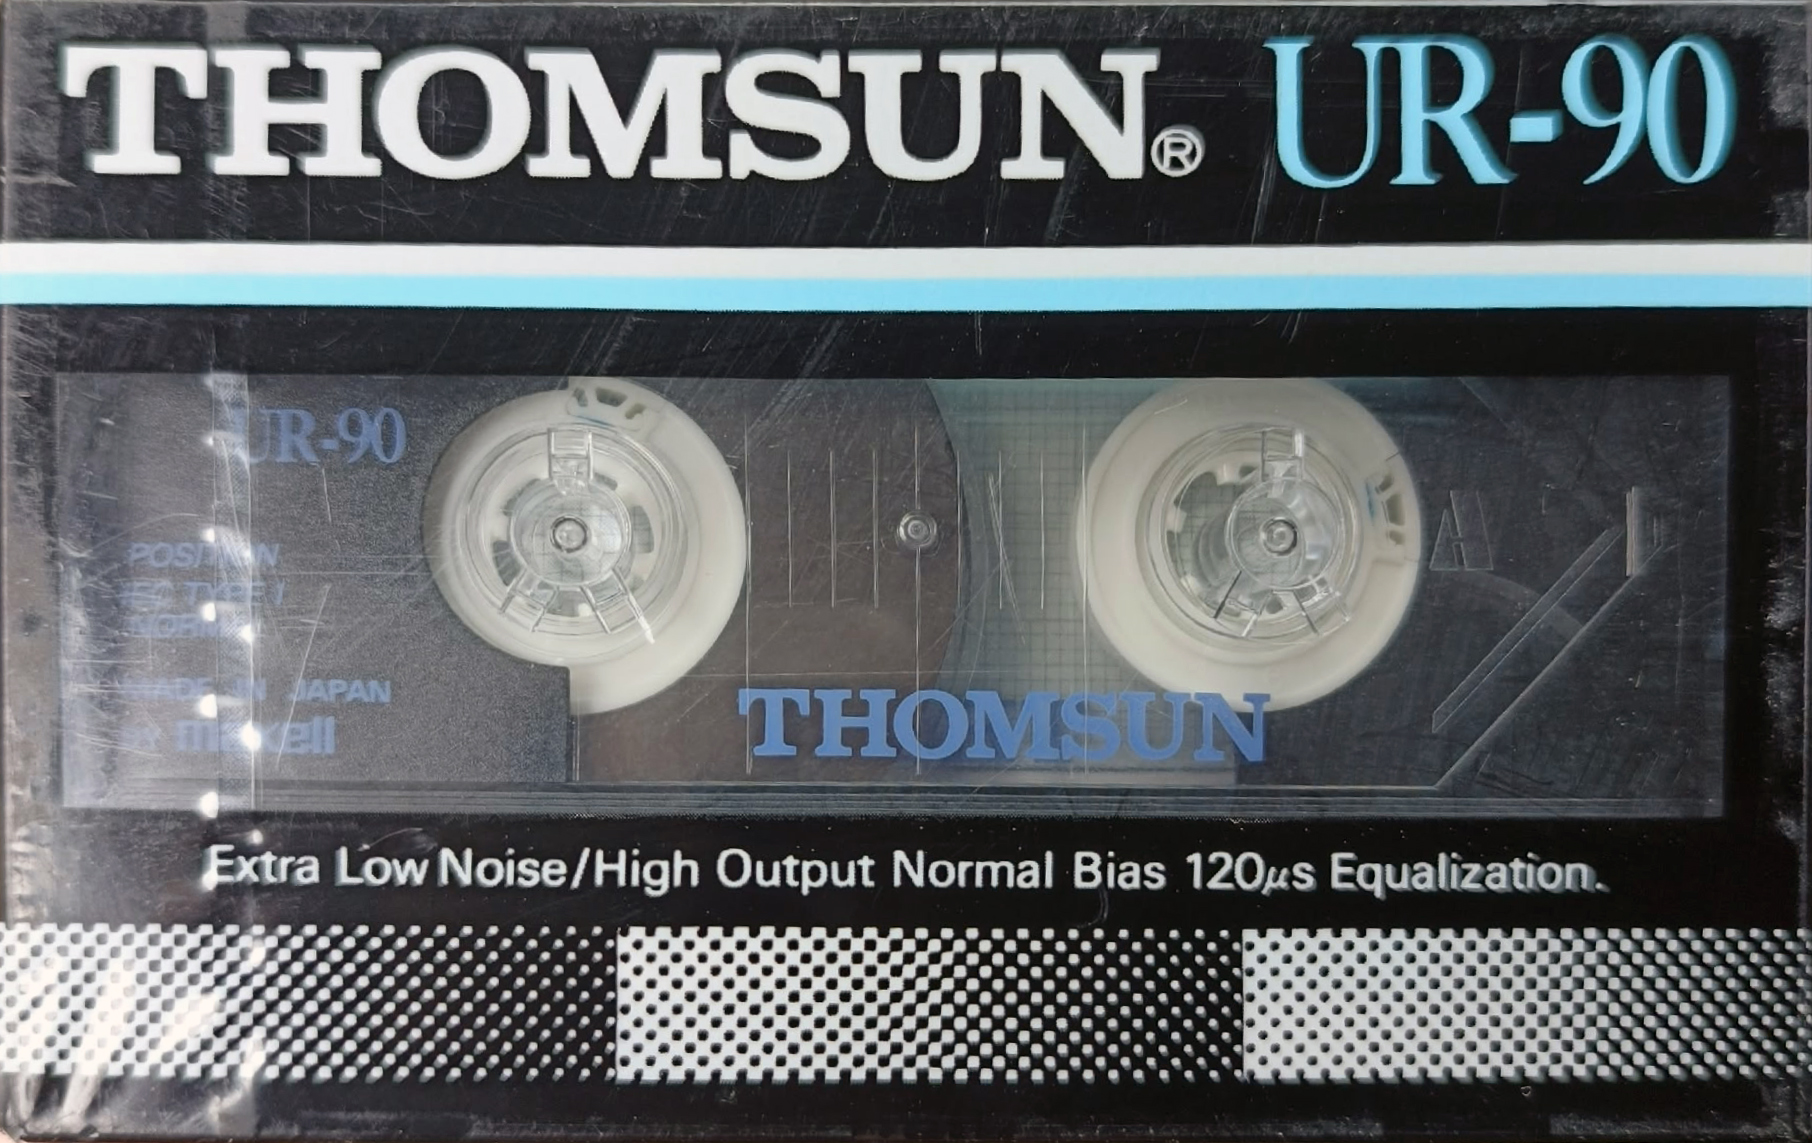 THOMSUN® UR-90
UR-90
POSITION
IEC TYPE I
NORMAL
MADE IN JAPAN
BY maxell
THOMSUN
A
Extra Low Noise/High Output Normal Bias 120μs Equalization.